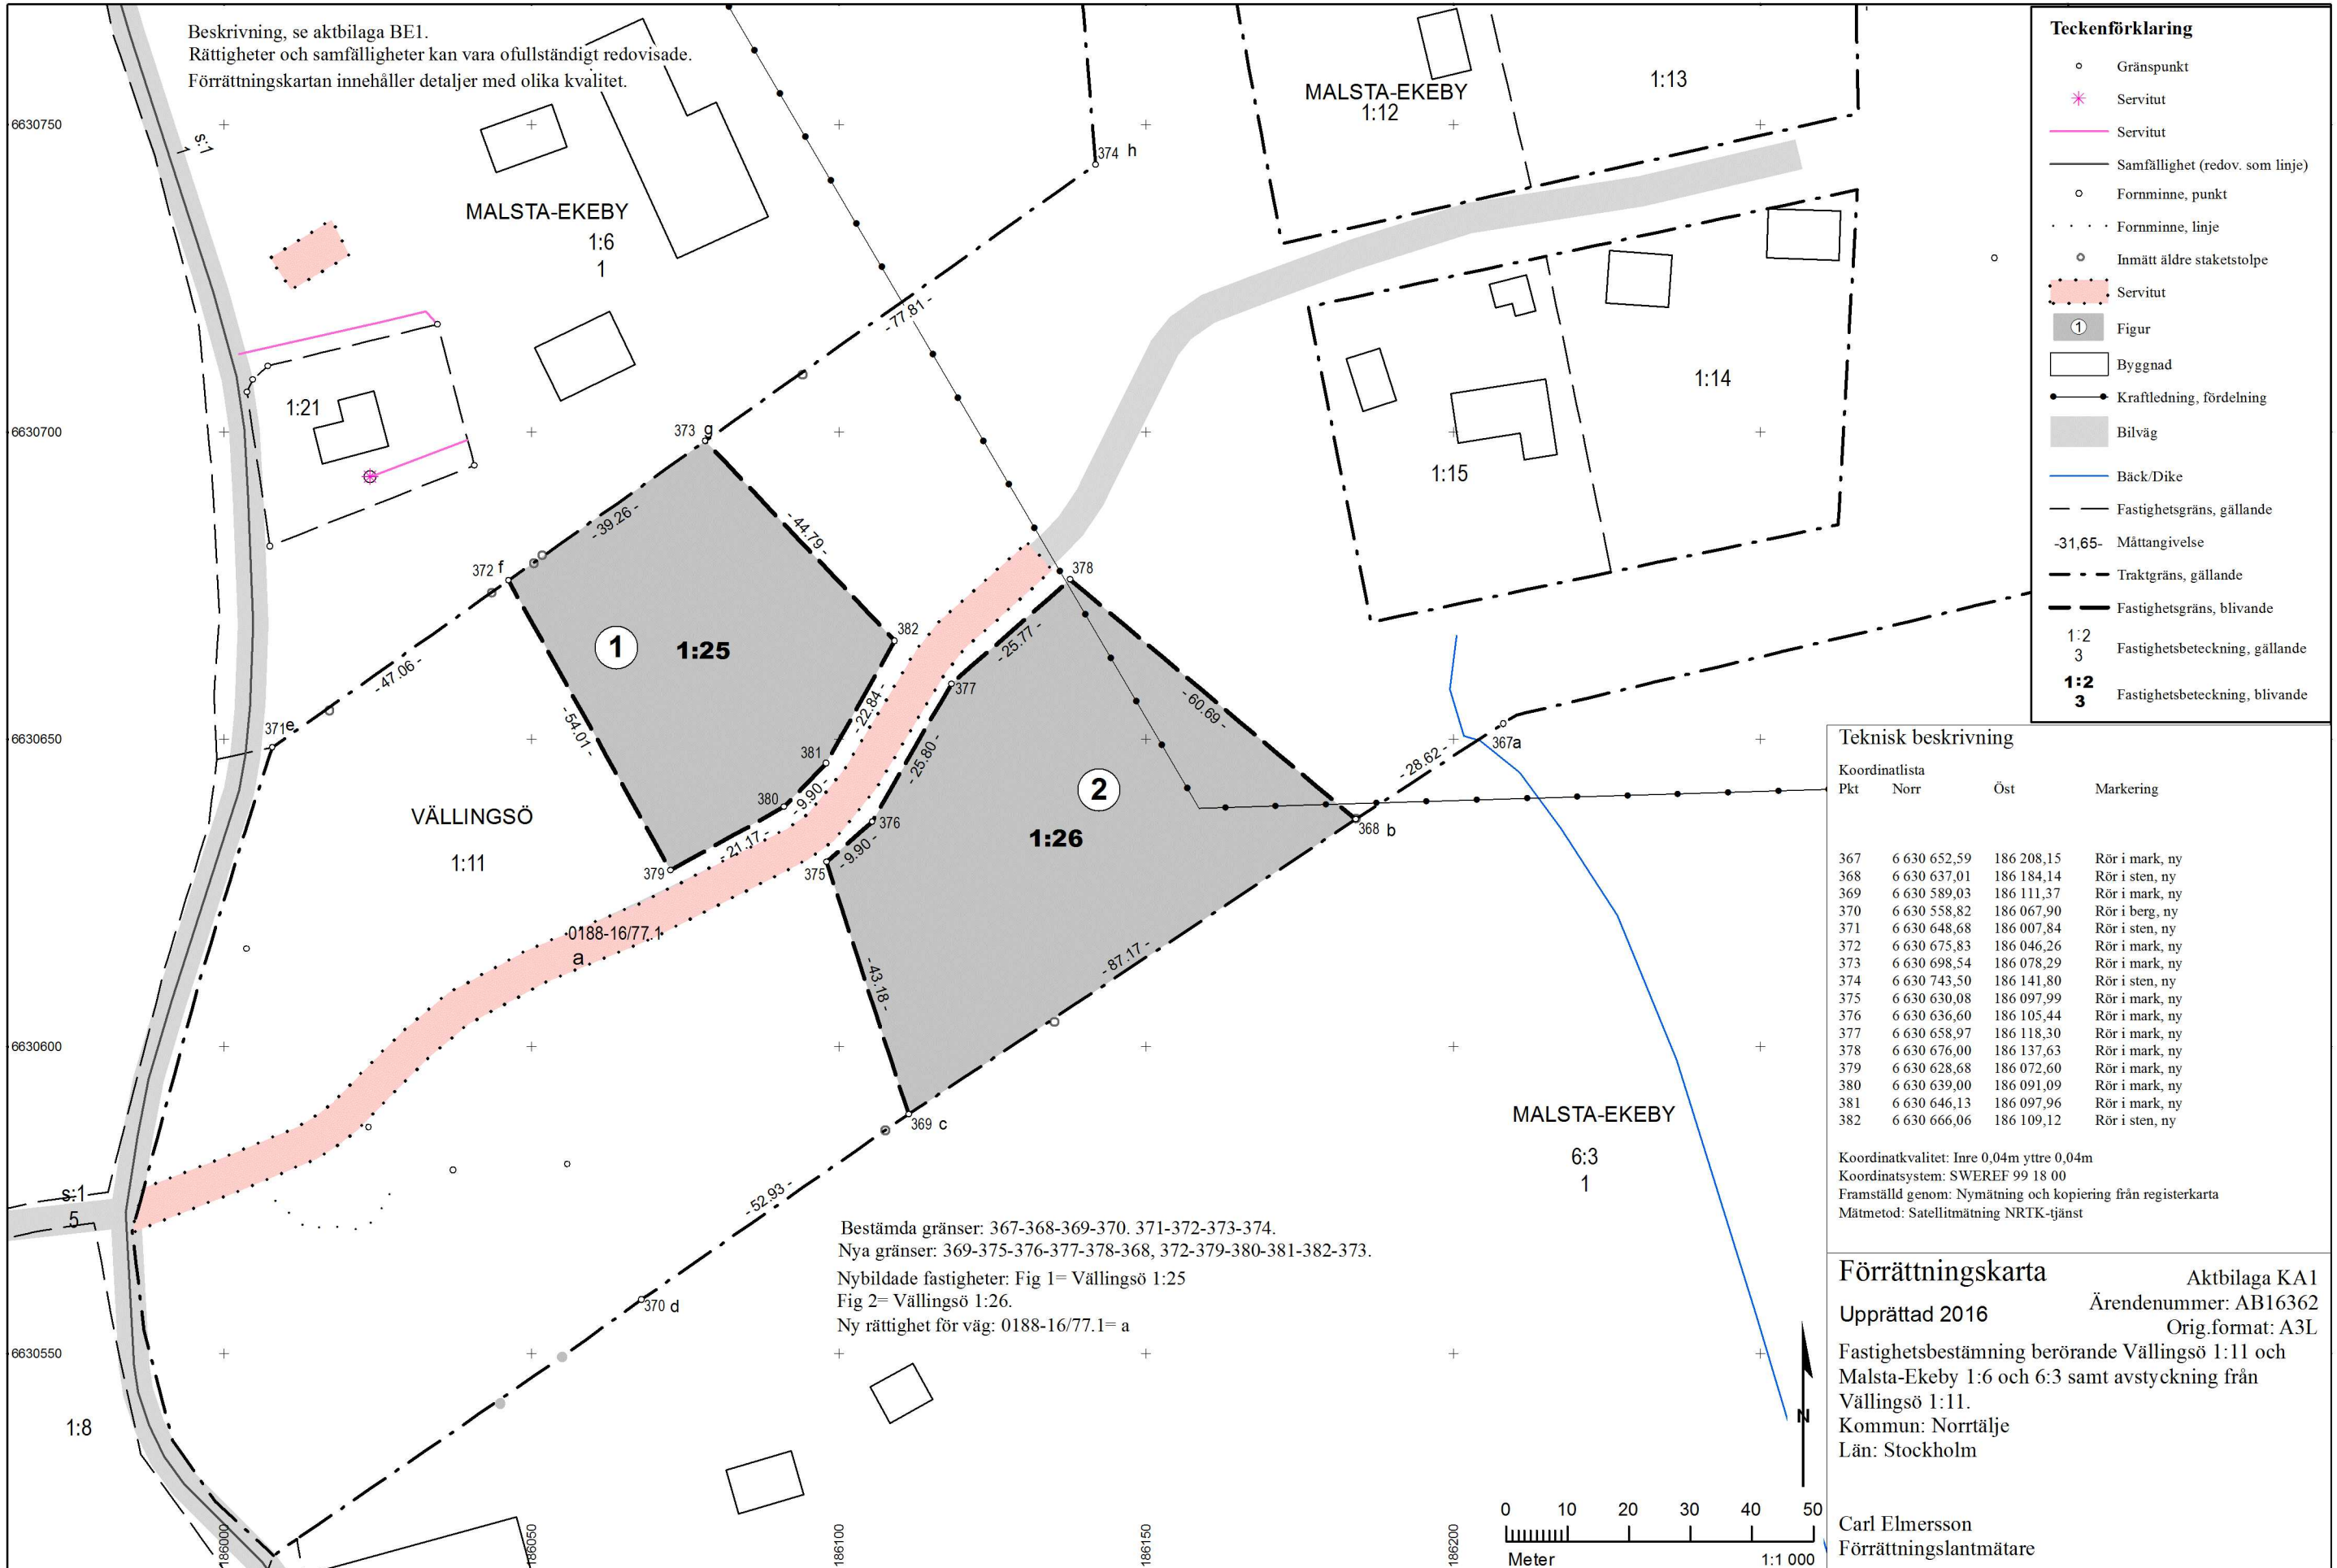 Beskrivning, se aktbilaga BE1.
Rättigheter och samfälligheter kan vara ofullständigt redovisade.
Förrättningskartan innehåller detaljer med olika kvalitet.
6630750
6630700
6630650
6630600
6630550
186000
186050
186100
186150
186200
s:1
1
MALSTA-EKEBY
1:6
1
1:21
MALSTA-EKEBY
1:12
1:13
1:14
1:15
374 h
-77.81-
373 g
-39.26-
-44.79-
372 f
-47.06-
371e
1
1:25
382
-54.01-
-22.84-
381
-9.90-
380
-21.17-
379
378
-25.77-
377
-25.80-
376
-9.90-
375
-60.69-
2
1:26
-28.62-
367a
368 b
-87.17-
-43.18-
369 c
-52.93-
370 d
VÄLLINGSÖ
1:11
0188-16/77.1
a
s:1
5
1:8
MALSTA-EKEBY
6:3
1
Bestämda gränser: 367-368-369-370. 371-372-373-374.
Nya gränser: 369-375-376-377-378-368, 372-379-380-381-382-373.
Nybildade fastigheter: Fig 1= Vällingsö 1:25
Fig 2= Vällingsö 1:26.
Ny rättighet för väg: 0188-16/77.1= a
Teckenförklaring
Gränspunkt
Servitut
Servitut
Samfällighet (redov. som linje)
Fornminne, punkt
Fornminne, linje
Inmätt äldre staketstolpe
Servitut
1 Figur
Byggnad
Kraftledning, fördelning
Bilväg
Bäck/Dike
Fastighetsgräns, gällande
-31,65- Måttangivelse
Traktgräns, gällande
Fastighetsgräns, blivande
1:2
3
Fastighetsbeteckning, gällande
1:2
3
Fastighetsbeteckning, blivande
Teknisk beskrivning
Koordinatlista
Pkt Norr Öst Markering
367 6 630 652,59 186 208,15 Rör i mark, ny
368 6 630 637,01 186 184,14 Rör i sten, ny
369 6 630 589,03 186 111,37 Rör i mark, ny
370 6 630 558,82 186 067,90 Rör i berg, ny
371 6 630 648,68 186 007,84 Rör i sten, ny
372 6 630 675,83 186 046,26 Rör i mark, ny
373 6 630 698,54 186 078,29 Rör i mark, ny
374 6 630 743,50 186 141,80 Rör i sten, ny
375 6 630 630,08 186 097,99 Rör i mark, ny
376 6 630 636,60 186 105,44 Rör i mark, ny
377 6 630 658,97 186 118,30 Rör i mark, ny
378 6 630 676,00 186 137,63 Rör i mark, ny
379 6 630 628,68 186 072,60 Rör i mark, ny
380 6 630 639,00 186 091,09 Rör i mark, ny
381 6 630 646,13 186 097,96 Rör i mark, ny
382 6 630 666,06 186 109,12 Rör i sten, ny
Koordinatkvalitet: Inre 0,04m yttre 0,04m
Koordinatsystem: SWEREF 99 18 00
Framställd genom: Nymätning och kopiering från registerkarta
Mätmetod: Satellitmätning NRTK-tjänst
Förrättningskarta
Aktbilaga KA1
Upprättad 2016
Ärendenummer: AB16362
Orig.format: A3L
Fastighetsbestämning berörande Vällingsö 1:11 och
Malsta-Ekeby 1:6 och 6:3 samt avstyckning från
Vällingsö 1:11.
Kommun: Norrtälje
Län: Stockholm
Carl Elmersson
Förrättningslantmätare
N
0 10 20 30 40 50
Meter 1:1 000